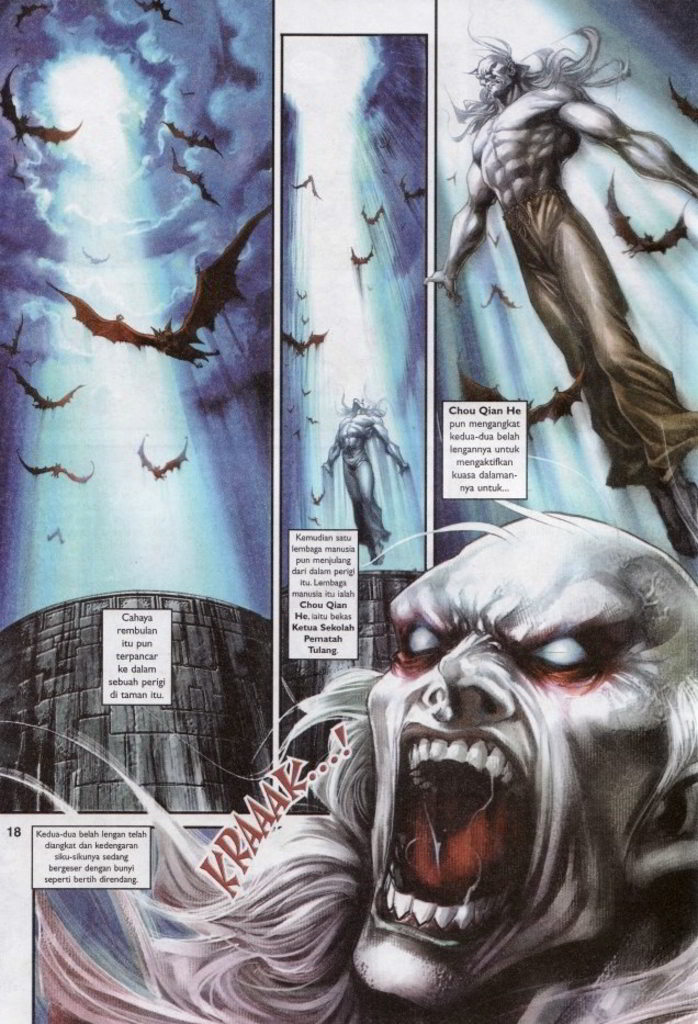 Cahaya
rembulan
itu pun
terpancar
ke dalam
sebuah perigi
di taman itu.
Kemudian satu
lembaga manusia
pun menjulang
dari dalam perigi
itu. Lembaga
manusia itu ialah
Chou Qian
He, iaitu bekas
Ketua Sekolah
Pematah
Tulang.
Chou Qian He
pun mengangkat
kedua-dua belah
lengannya untuk
mengaktifkan
kuasa dalaman-
nya untuk...
18
Kedua-dua belah lengan telah
diangkat dan kedengaran
siku-sikunya sedang
bergeser dengan bunyi
seperti bertih direndang.
KRAAAK....!